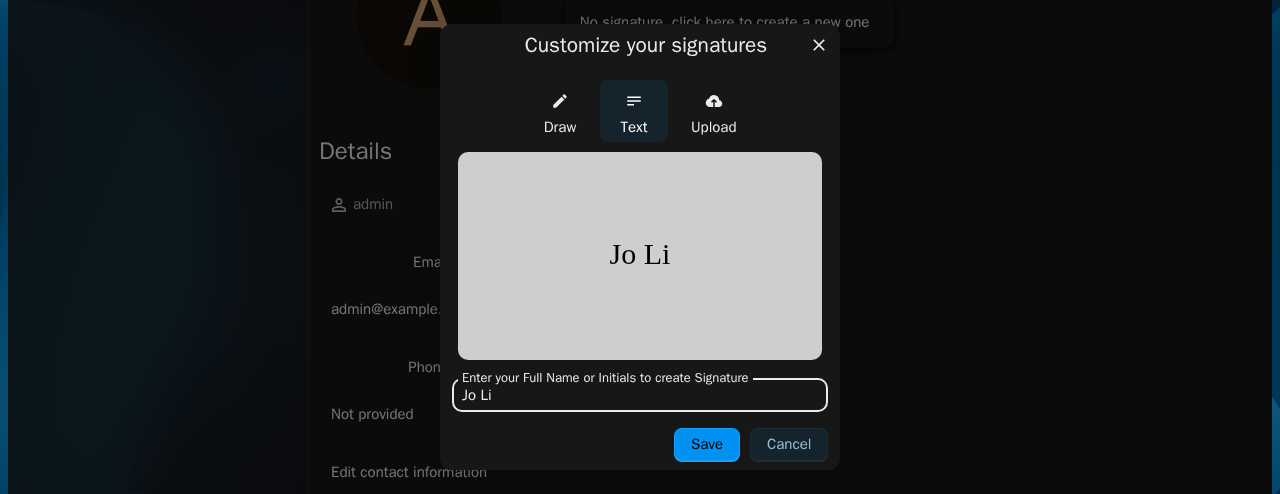 A
No signature, click here to create a new one
Customize your signatures
Draw
Text
Upload
Details
admin
Jo Li
Ema
admin@example.
Phon
Enter your Full Name or Initials to create Signature
Jo Li
Not provided
Save
Cancel
Edit contact information